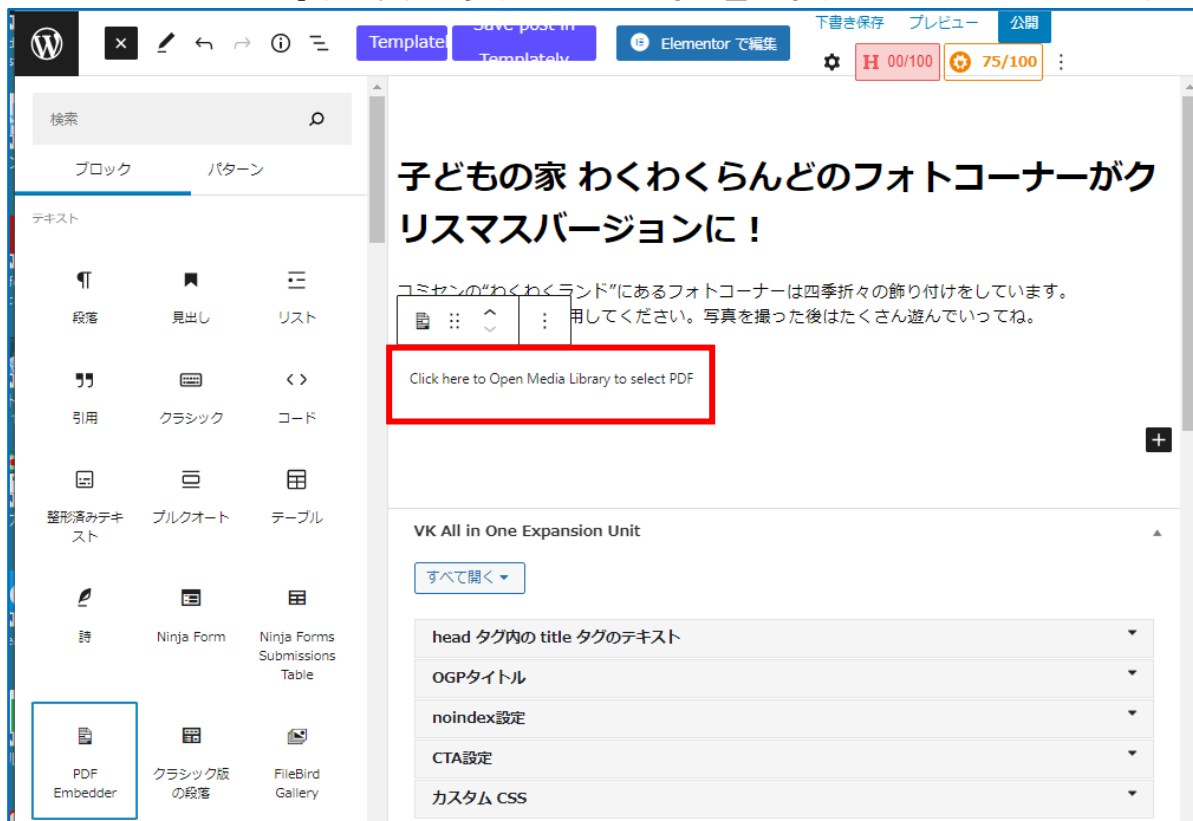 Templatel
Save post in
Templately
Elementor で編集
下書き保存 プレビュー 公開
H 00/100
75/100
検索
ブロック パターン
テキスト
段落 見出し リスト
引用 クラシック コード
整形済みテキ
スト
プルクオート テーブル
詩 Ninja Form Ninja Forms
Submissions
Table
PDF
Embedder
クラシック版
の段落
FileBird
Gallery
子どもの家 わくわくらんどのフォトコーナーがク
リスマスバージョンに！
コミセンの“わくわくランド”にあるフォトコーナーは四季折々の飾り付けをしています。
用してください。写真を撮った後はたくさん遊んでいってね。
Click here to Open Media Library to select PDF
VK All in One Expansion Unit
すべて開く
head タグ内の title タグのテキスト
OGPタイトル
noindex設定
CTA設定
カスタム CSS